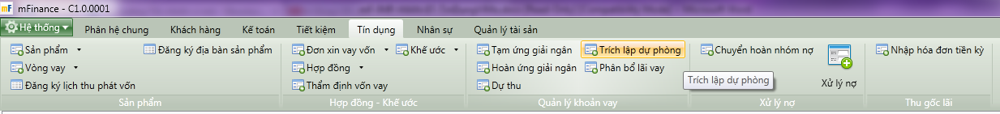 mF mFinance - C1.0.0001
Hệ thống Phân hệ chung Khách hàng Kế toán Tiết kiệm Tín dụng Nhân sự Quản lý tài sản
Sản phẩm Đăng ký địa bàn sản phẩm
Vòng vay
Đăng ký lịch thu phát vốn
Sản phẩm
Đơn xin vay vốn Khế ước
Hợp đồng
Thẩm định vốn vay
Hợp đồng - Khế ước
Tạm ứng giải ngân Trích lập dự phòng
Hoàn ứng giải ngân Phân bổ lãi vay
Dự thu
Trích lập dự phòng
Quản lý khoản vay
Chuyển hoàn nhóm nợ
Xử lý nợ
Xử lý nợ
Nhập hóa đơn tiền kỳ
Thu gốc lãi